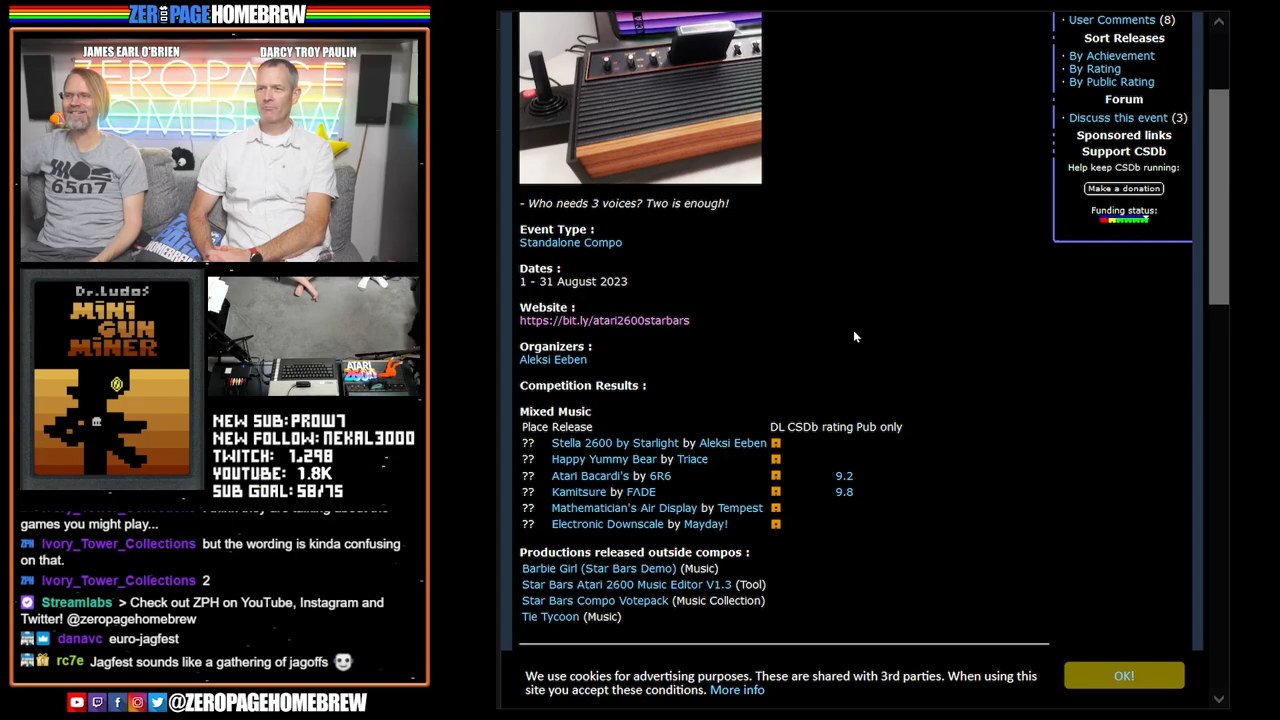 ZEROPAGEHOMEBREW
JAMES EARL O'BRIEN
DARCY TROY PAULIN
ZEROPAGE
HOMEBREW
6507
HOMEBREW
Dr.Ludos
MINI
GUN
MINER
ATARI
2600
NEW SUB:PROW7
NEW FOLLOW:NEKAL3000
TWITCH: 1,298
YOUTUBE: 1.8K
SUB GOAL:58/75
games you might play...
Ivory_Tower_Collections but the wording is kinda confusing
on that.
Ivory_Tower_Collections 2
Streamlabs > Check out ZPH on YouTube, Instagram and
Twitter! @zeropagehomebrew
danavc euro-jagfest
rc7e Jagfest sounds like a gathering of jagoffs
@ZEROPAGEHOMEBREW
- Who needs 3 voices? Two is enough!
Event Type :
Standalone Compo
Dates :
1 - 31 August 2023
Website :
https://bit.ly/atari2600starbars
Organizers :
Aleksi Eeben
Competition Results :
Mixed Music
Place Release DL CSDb rating Pub only
?? Stella 2600 by Starlight by Aleksi Eeben
?? Happy Yummy Bear by Triace
?? Atari Bacardi's by 6R6 9.2
?? Kamitsure by FΛDE 9.8
?? Mathematician's Air Display by Tempest
?? Electronic Downscale by Mayday!
Productions released outside compos :
Barbie Girl (Star Bars Demo) (Music)
Star Bars Atari 2600 Music Editor V1.3 (Tool)
Star Bars Compo Votepack (Music Collection)
Tie Tycoon (Music)
We use cookies for advertising purposes. These are shared with 3rd parties. When using this
site you accept these conditions. More info
OK!
· User Comments (8)
Sort Releases
· By Achievement
· By Rating
· By Public Rating
Forum
· Discuss this event (3)
Sponsored links
Support CSDb
Help keep CSDb running:
Make a donation
Funding status: